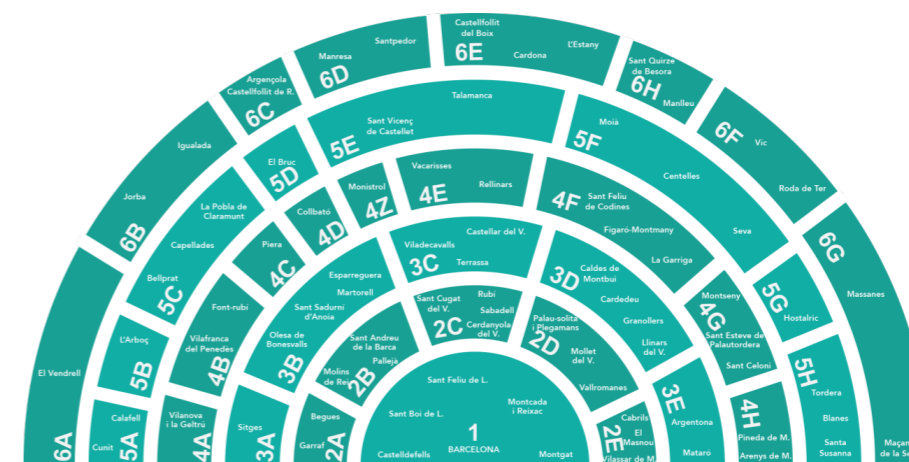 Castellfollit
del Boix
6E
Cardona
L'Estany
Santpedor
Manresa
6D
Argençola
Castellfollit de R.
6C
Sant Quirze
de Besora
6H
Manlleu
6F
Vic
Roda de Ter
Igualada
Jorba
6B
6G
Massanes
Maçan
de la Se
El Vendrell
6A
Talamanca
Sant Vicenç
de Castellet
5E
Moià
5F
Centelles
Seva
El Bruc
5D
La Pobla de
Claramunt
Capellades
Bellprat
5C
5G
Hostalric
L'Arboç
5B
5H
Tordera
Blanes
Santa
Susanna
Calafell
Cunit
5A
Vacarisses
4E
Rellinars
Monistrol
4Z
Collbató
4D
Piera
4C
4F
Sant Feliu
de Codines
Figaró-Montmany
La Garriga
Montseny
4G
Sant Esteve de
Palautordera
Sant Celoni
Font-rubí
Vilafranca
del Penedès
4B
4H
Pineda de M.
Arenys de M.
Vilanova
i la Geltrú
4A
Castellar del V.
Viladecavalls
3C
Terrassa
3D
Caldes de
Montbui
Cardedeu
Granollers
Llinars
del V.
Esparreguera
Martorell
Sant Sadurní
d'Anoia
Olesa de
Bonesvalls
3B
3E
Argentona
Mataró
Sitges
3A
Sant Cugat
del V.
Rubí
Sabadell
2C
Cerdanyola
del V.
Palau-solità
i Plegamans
2D
Mollet
del V.
Vallromanes
Sant Andreu
de la Barca
Pallejà
Molins
de Rei
2B
Cabrils
El
Masnou
2E
Vilassar de M.
Begues
Garraf
2A
Sant Feliu de L.
Montcada
i Reixac
Sant Boi de L.
1
BARCELONA
Castelldefells
Montgat